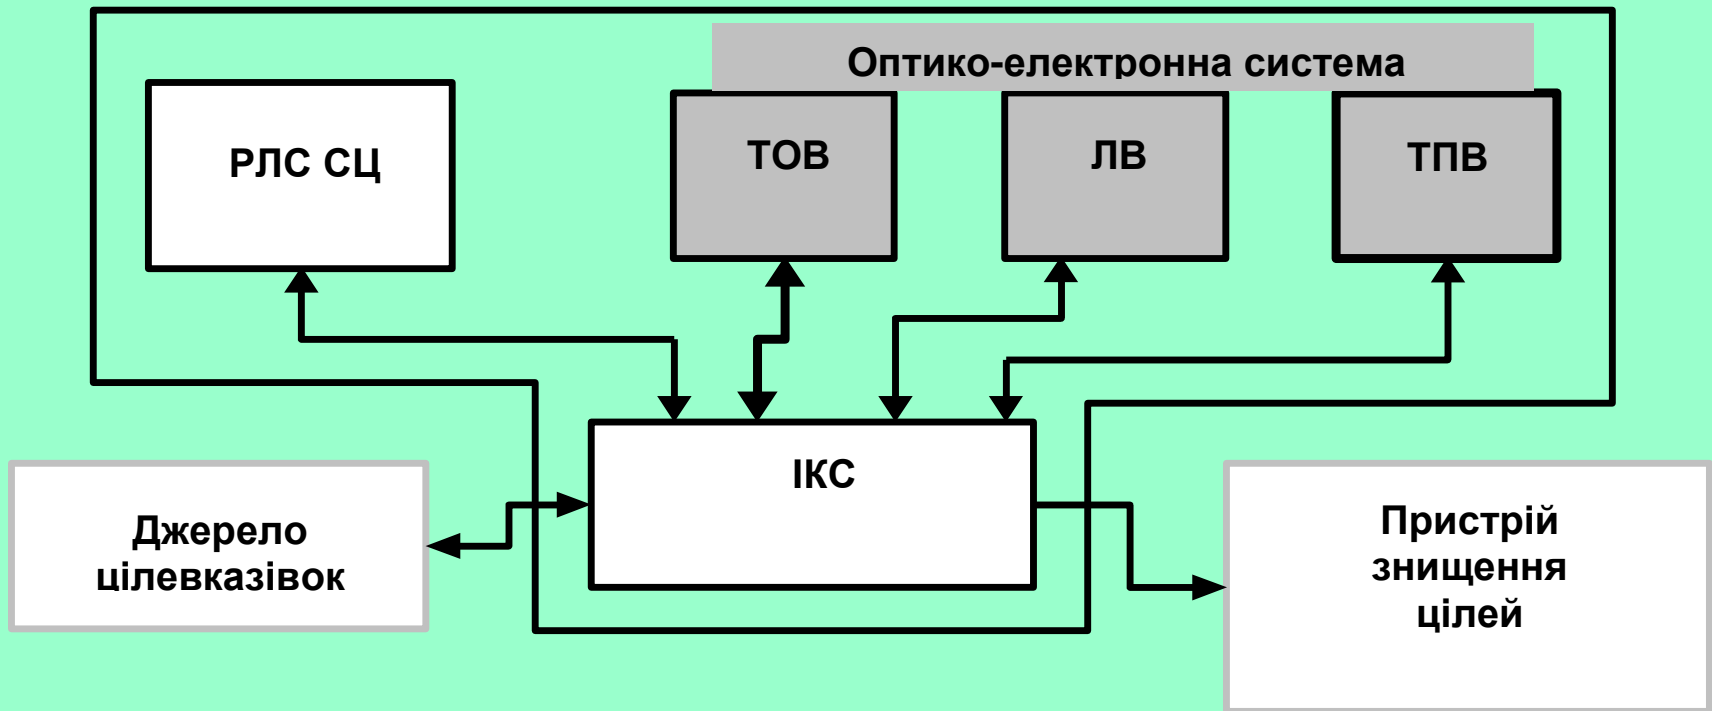 Оптико-електронна система
РЛС СЦ
ТОВ
ЛВ
ТПВ
ІКС
Джерело
цілевказівок
Пристрій
знищення
цілей